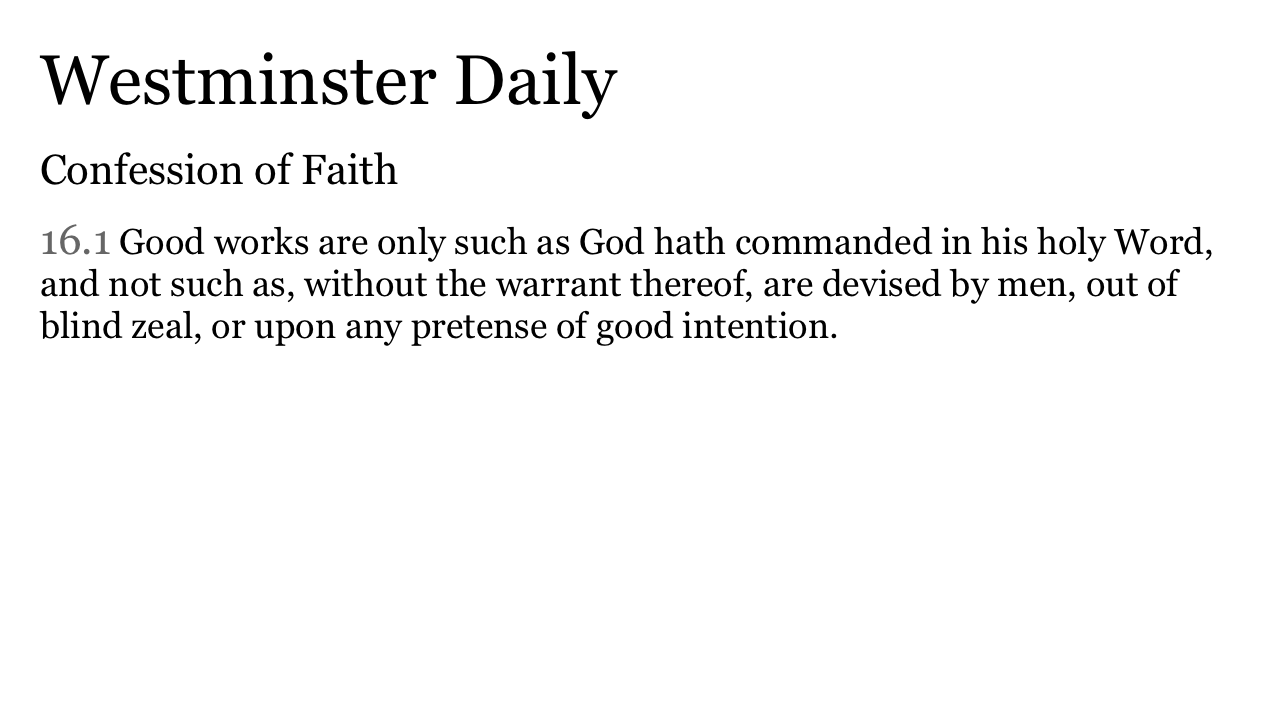 Westminster Daily
Confession of Faith
16.1 Good works are only such as God hath commanded in his holy Word,
and not such as, without the warrant thereof, are devised by men, out of
blind zeal, or upon any pretense of good intention.